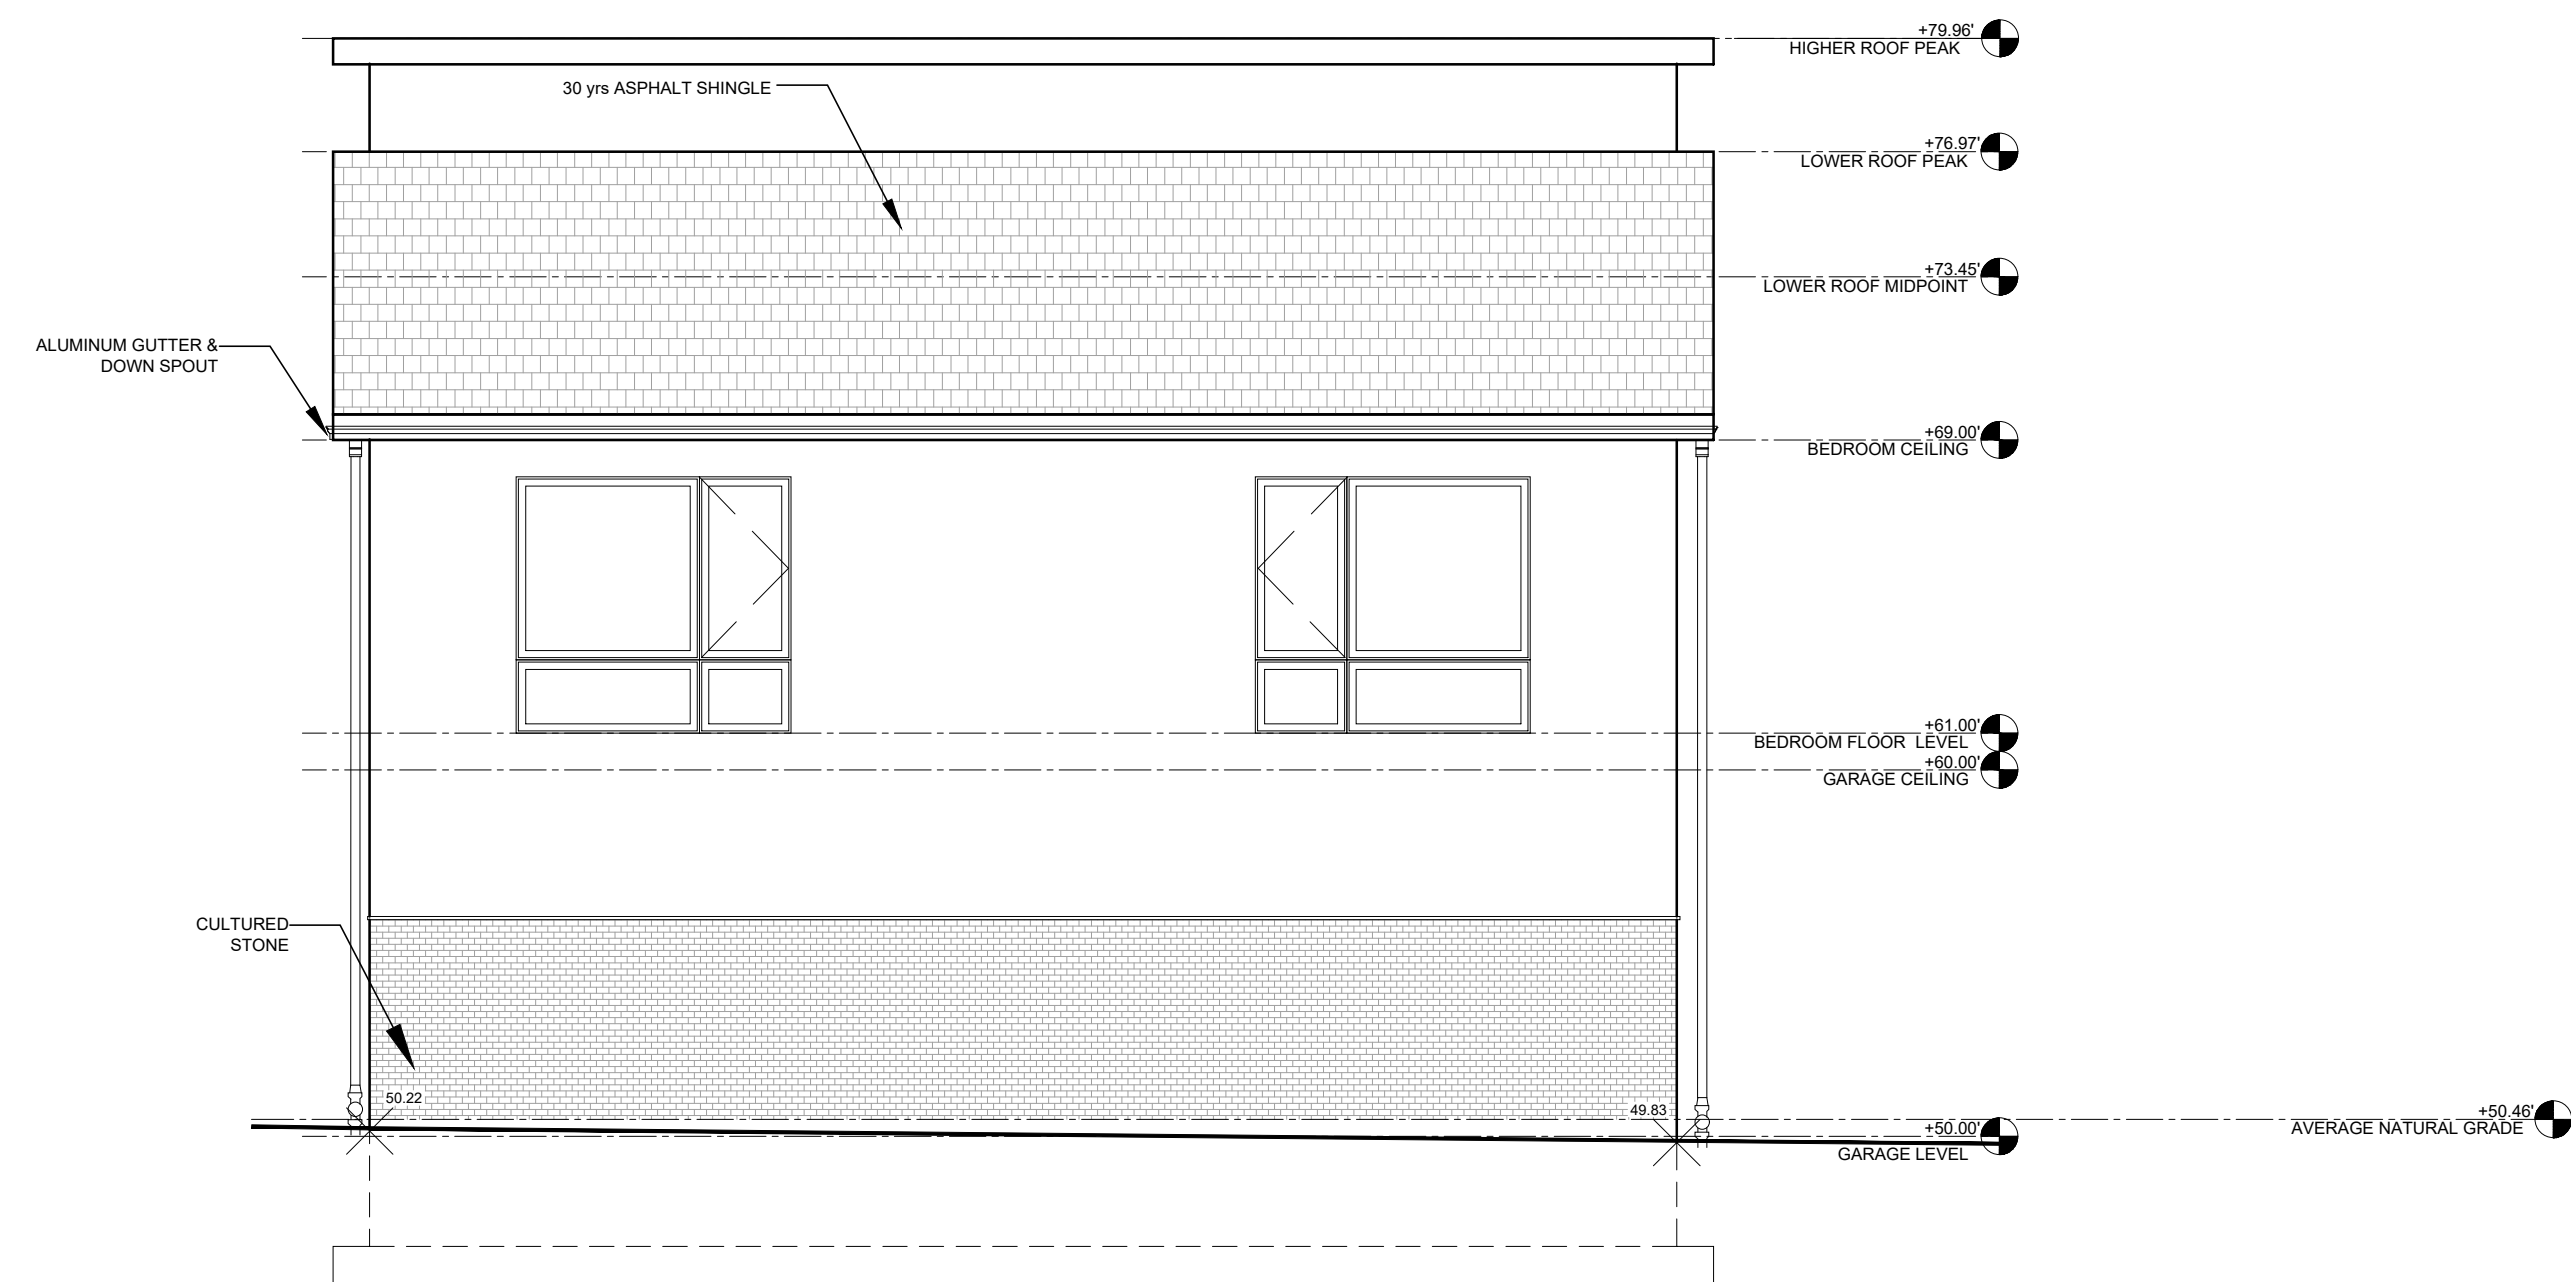 +79.96'
HIGHER ROOF PEAK
30 yrs ASPHALT SHINGLE
+76.97'
LOWER ROOF PEAK
+73.45'
LOWER ROOF MIDPOINT
ALUMINUM GUTTER &
DOWN SPOUT
+69.00'
BEDROOM CEILING
+61.00'
BEDROOM FLOOR LEVEL
+60.00'
GARAGE CEILING
CULTURED
STONE
50.22
49.83
+50.46'
AVERAGE NATURAL GRADE
+50.00'
GARAGE LEVEL